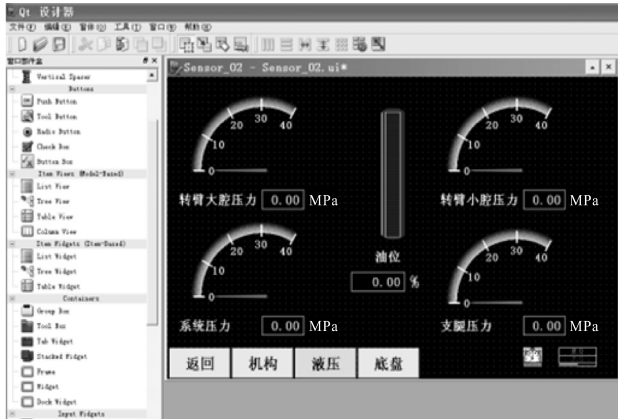 Qt 设计器
文件(F) 编辑(E) 窗体(O) 工具(T) 窗口(W) 帮助(H)
窗口部件盒
Vertical Spacer
Buttons
Push Button
Tool Button
Radio Button
Check Box
Button Box
Item Views (Model-Based)
List View
Tree View
Table View
Column View
Item Widgets (Item-Based)
List Widget
Tree Widget
Table Widget
Containers
Group Box
Tool Box
Tab Widget
Stacked Widget
Frame
Widget
Dock Widget
Input Widgets
Sensor_02 - Sensor_02.ui*
0 10 20 30 40
转臂大腔压力 0.00 MPa
0 10 20 30 40
转臂小腔压力 0.00 MPa
油位
0.00 %
0 10 20 30 40
系统压力 0.00 MPa
0 10 20 30 40
支腿压力 0.00 MPa
返回 机构 液压 底盘